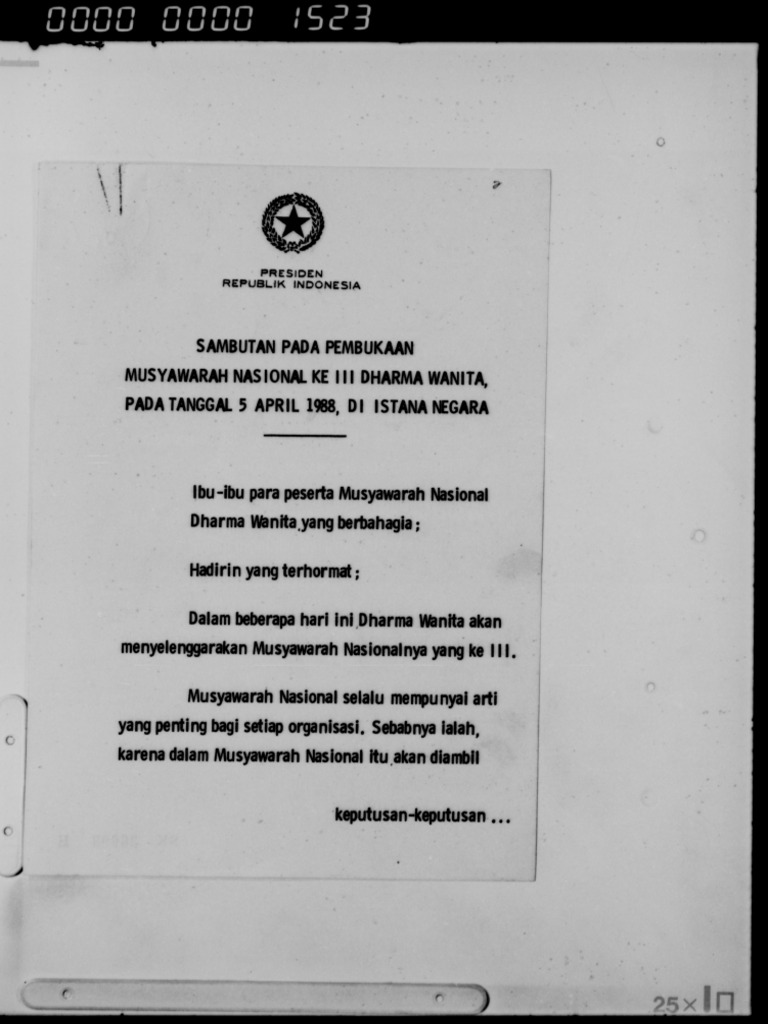 0000 0000 1523
PRESIDEN
REPUBLIK INDONESIA
SAMBUTAN PADA PEMBUKAAN
MUSYAWARAH NASIONAL KE III DHARMA WANITA,
PADA TANGGAL 5 APRIL 1988, DI ISTANA NEGARA
Ibu-ibu para peserta Musyawarah Nasional
Dharma Wanita yang berbahagia;
Hadirin yang terhormat;
Dalam beberapa hari ini Dharma Wanita akan
menyelenggarakan Musyawarah Nasionalnya yang ke III.
Musyawarah Nasional selalu mempunyai arti
yang penting bagi setiap organisasi. Sebabnya ialah,
karena dalam Musyawarah Nasional itu akan diambil
keputusan-keputusan ...
25×